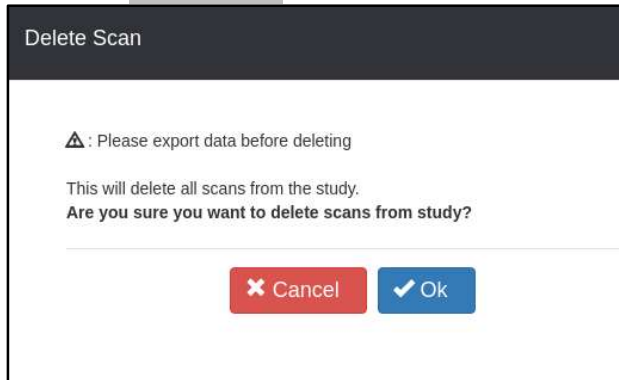 Delete Scan
: Please export data before deleting
This will delete all scans from the study.
Are you sure you want to delete scans from study?
Cancel
Ok